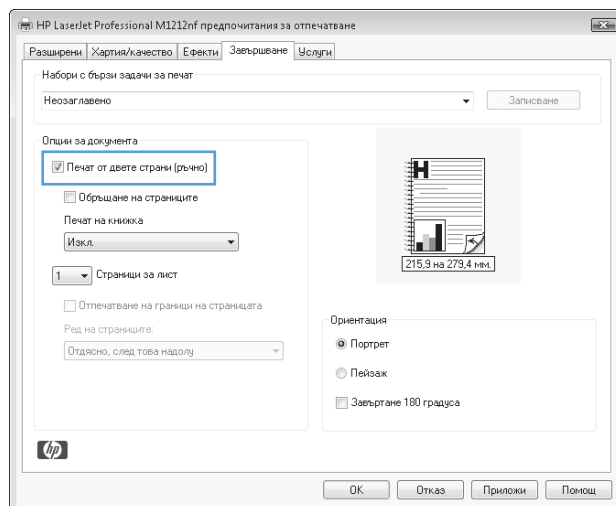 HP LaserJet Professional M1212nf предпочитания за отпечатване
Разширени Хартия/качество Ефекти Завършване Услуги
Набори с бързи задачи за печат
Неозаглавено Записване
Опции за документа
Печат от двете страни (ръчно)
Обръщане на страниците
Печат на книжка
Изкл.
1 Страници за лист
Отпечатване на граници на страницата
Ред на страниците:
Отдясно, след това надолу
H
215,9 на 279,4 мм.
Ориентация
Портрет
Пейзаж
Завъртане 180 градуса
hp
OK Отказ Приложи Помощ